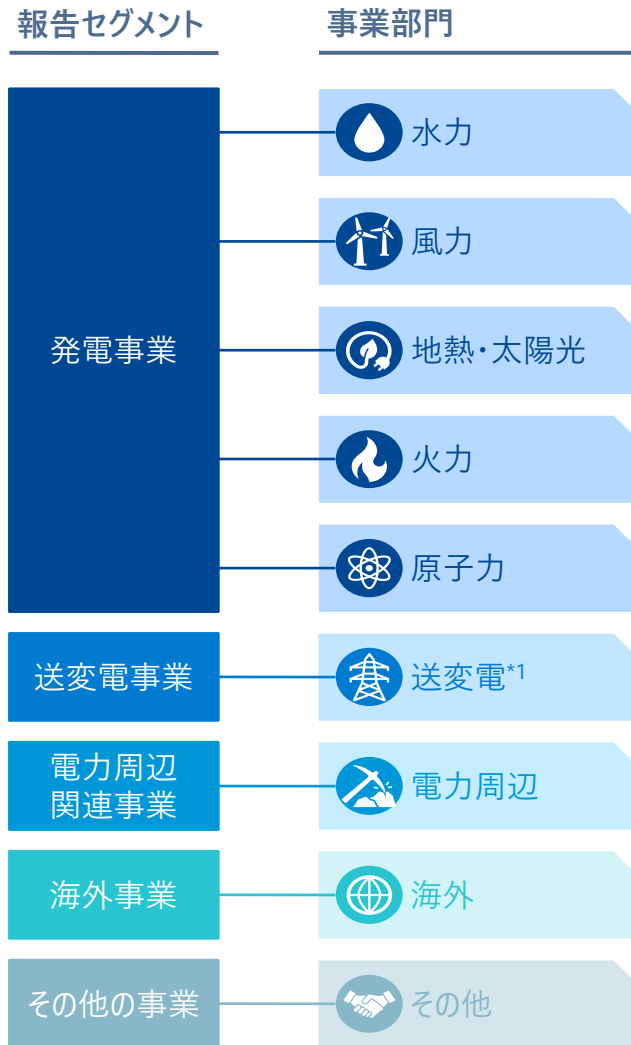 報告セグメント 事業部門
発電事業
水力
風力
地熱・太陽光
火力
原子力
送変電事業 送変電*1
電力周辺
関連事業
電力周辺
海外事業 海外
その他の事業 その他